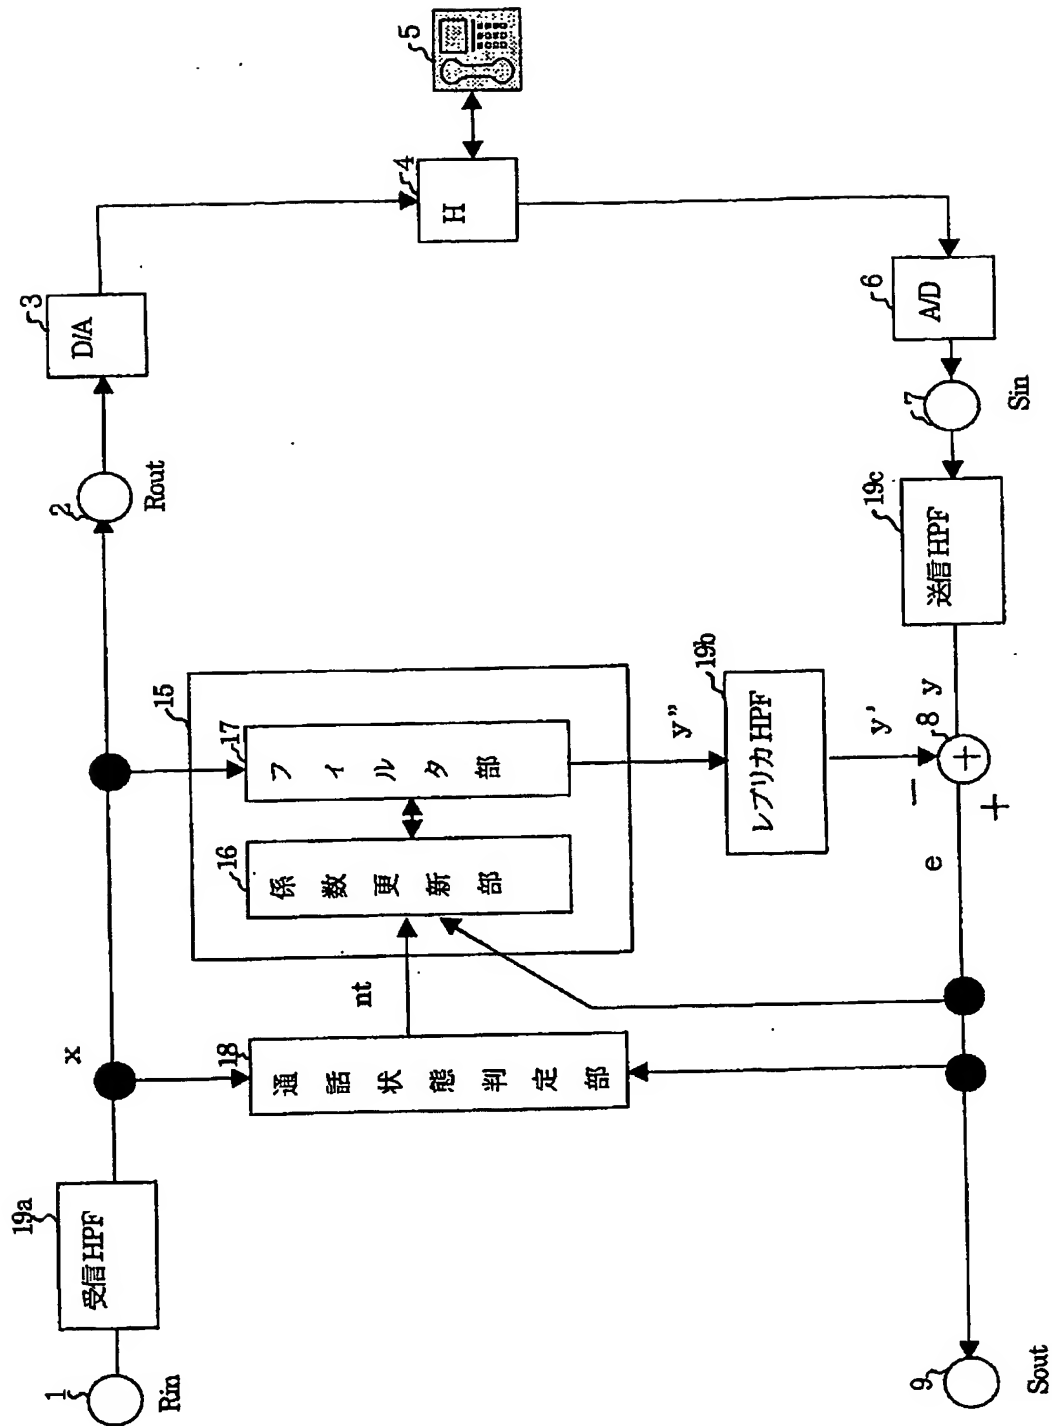 1
Rin
19a
受信HPF
x
2
Rout
3
D/A
4
H
5
6
A/D
7
Sin
19c
送信HPF
y
8
+
−
+
y'
19b
レプリカHPF
y"
15
17
フィルタ部
16
係数更新部
nt
18
通話状態判定部
e
9
Sout